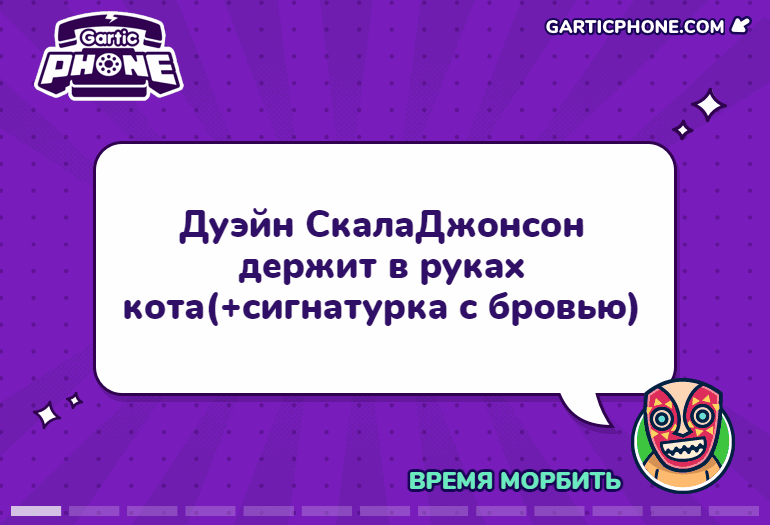 Gartic
PHONE
GARTICPHONE.COM
Дуэйн СкалаДжонсон
держит в руках
кота(+сигнатурка с бровью)
ВРЕМЯ МОРБИТЬ